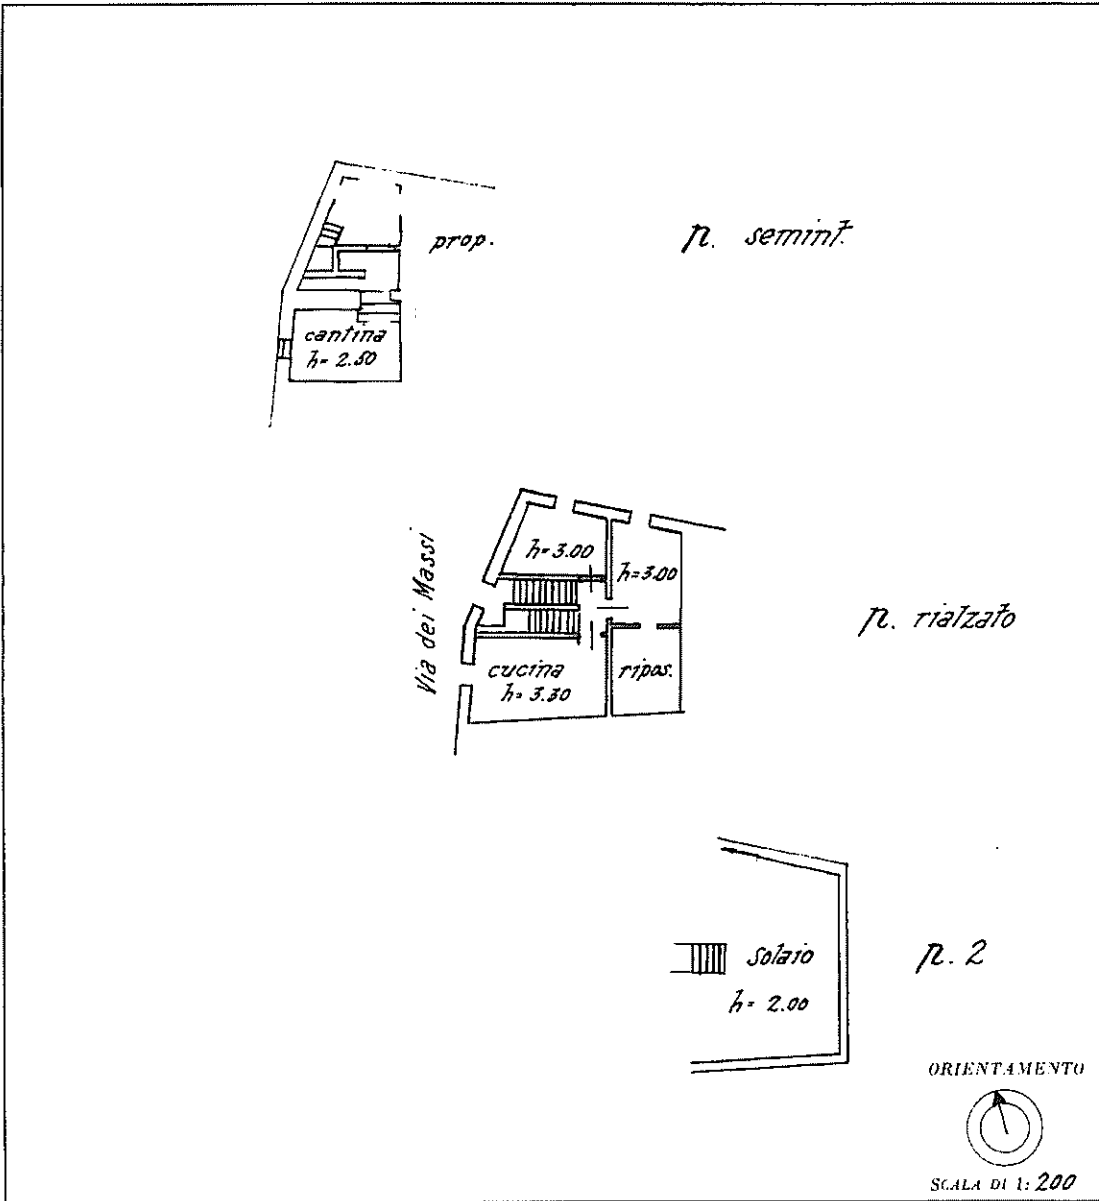 prop.
p. semint.
cantina
h= 2.50
Via dei Massi
h=3.00
h=3.00
p. rialzato
cucina
h= 3.30
ripos.
solaio
p. 2
h= 2.00
ORIENTAMENTO
SCALA DI 1: 200